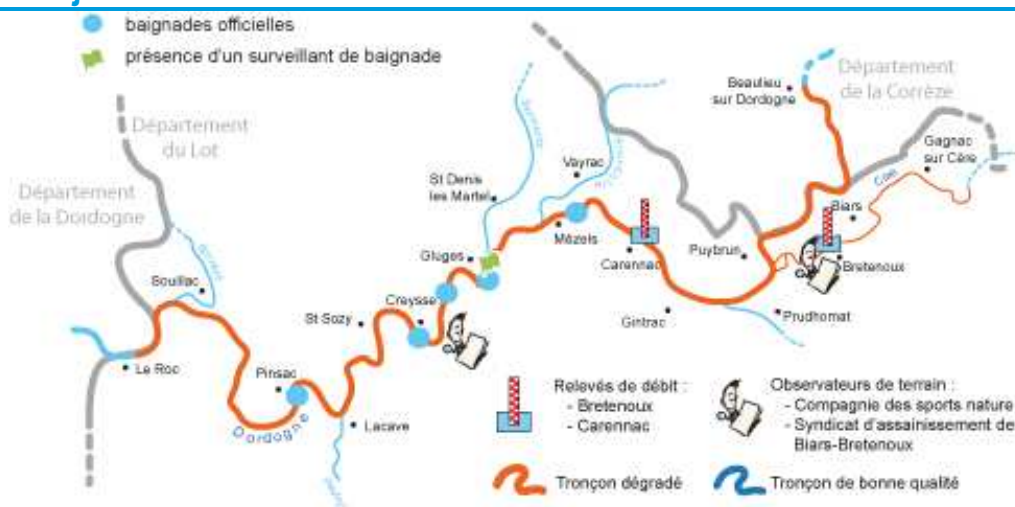 baignades officielles
présence d'un surveillant de baignade
Département
du Lot
Département
de la Dordogne
Souillac
Le Roc
Pinsac
Dordogne
Lacave
St Sozy
Creysse
Gluges
St Denis
les Martel
Vayrac
Mézels
Carennac
Gintrac
Puybrun
Prudhomat
Bretenoux
Biars
Gagnac
sur Cère
Beaulieu
sur Dordogne
Département
de la Corrèze
Relevés de débit :
- Bretenoux
- Carennac
Observateurs de terrain :
- Compagnie des sports nature
- Syndicat d'assainissement de
Biars-Bretenoux
Tronçon dégradé
Tronçon de bonne qualité